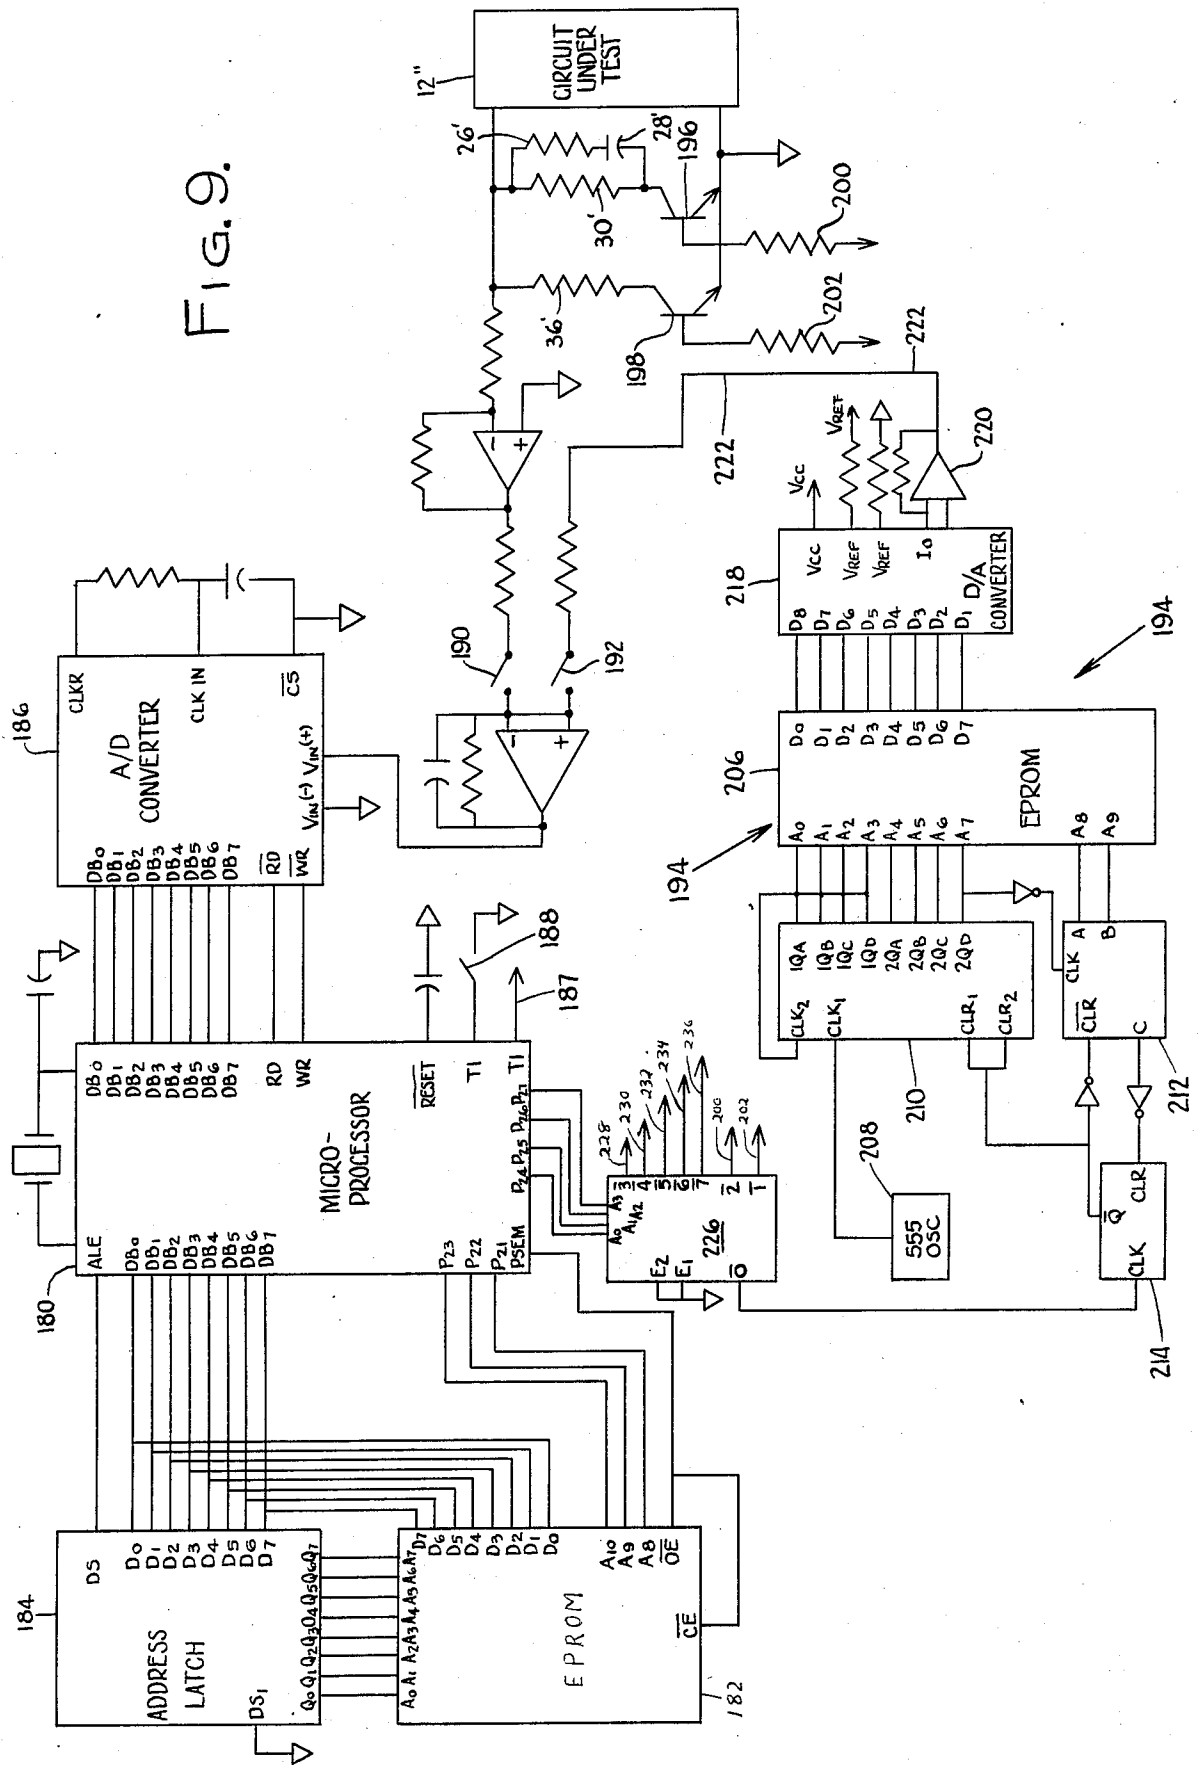 FIG. 9.
184
ADDRESS
LATCH
DS
D0
D1
D2
D3
D4
D5
D6
D7
DS1
Q0 Q1 Q2 Q3 Q4 Q5 Q6 Q7
A0 A1 A2 A3 A4 A5 A6 A7
D7
D6
D5
D4
D3
D2
D1
D0
EPROM
A10
A9
A8
O̅E̅
C̅E̅
182
180
ALE
DB0
DB1
DB2
DB3
DB4
DB5
DB6
DB7
MICRO-
PROCESSOR
P23
P22
P21
PSEM
P24 P25 P26 P27
DB0
DB1
DB2
DB3
DB4
DB5
DB6
DB7
RD
WR
R̅E̅S̅E̅T̅
T1
T1
187
188
186
A/D
CONVERTER
DB0
DB1
DB2
DB3
DB4
DB5
DB6
DB7
R̅D̅
W̅R̅
CLKR
CLK IN
C̅S̅
VIN(-) VIN(+)
190
192
-
+
-
+
12"
CIRCUIT
UNDER
TEST
26'
28'
30'
36'
196
198
200
202
222
222
226
A0
A1
A2
A3
E2
E1
0̅
3̅
4̅
5̅
6̅
7̅
2̅
1̅
228
230
232
234
236
200
202
208
555
OSC
210
CLK2
CLK1
CLR1
CLR2
1QA
1QB
1QC
1QD
2QA
2QB
2QC
2QD
212
CLK
C̅L̅R̅
C
A
B
214
CLK
Q̅
CLR
194
194
206
EPROM
A0
A1
A2
A3
A4
A5
A6
A7
A8
A9
D0
D1
D2
D3
D4
D5
D6
D7
218
D/A
CONVERTER
D8
D7
D6
D5
D4
D3
D2
D1
VCC
VREF
VREF
IO
VCC
VREF
220